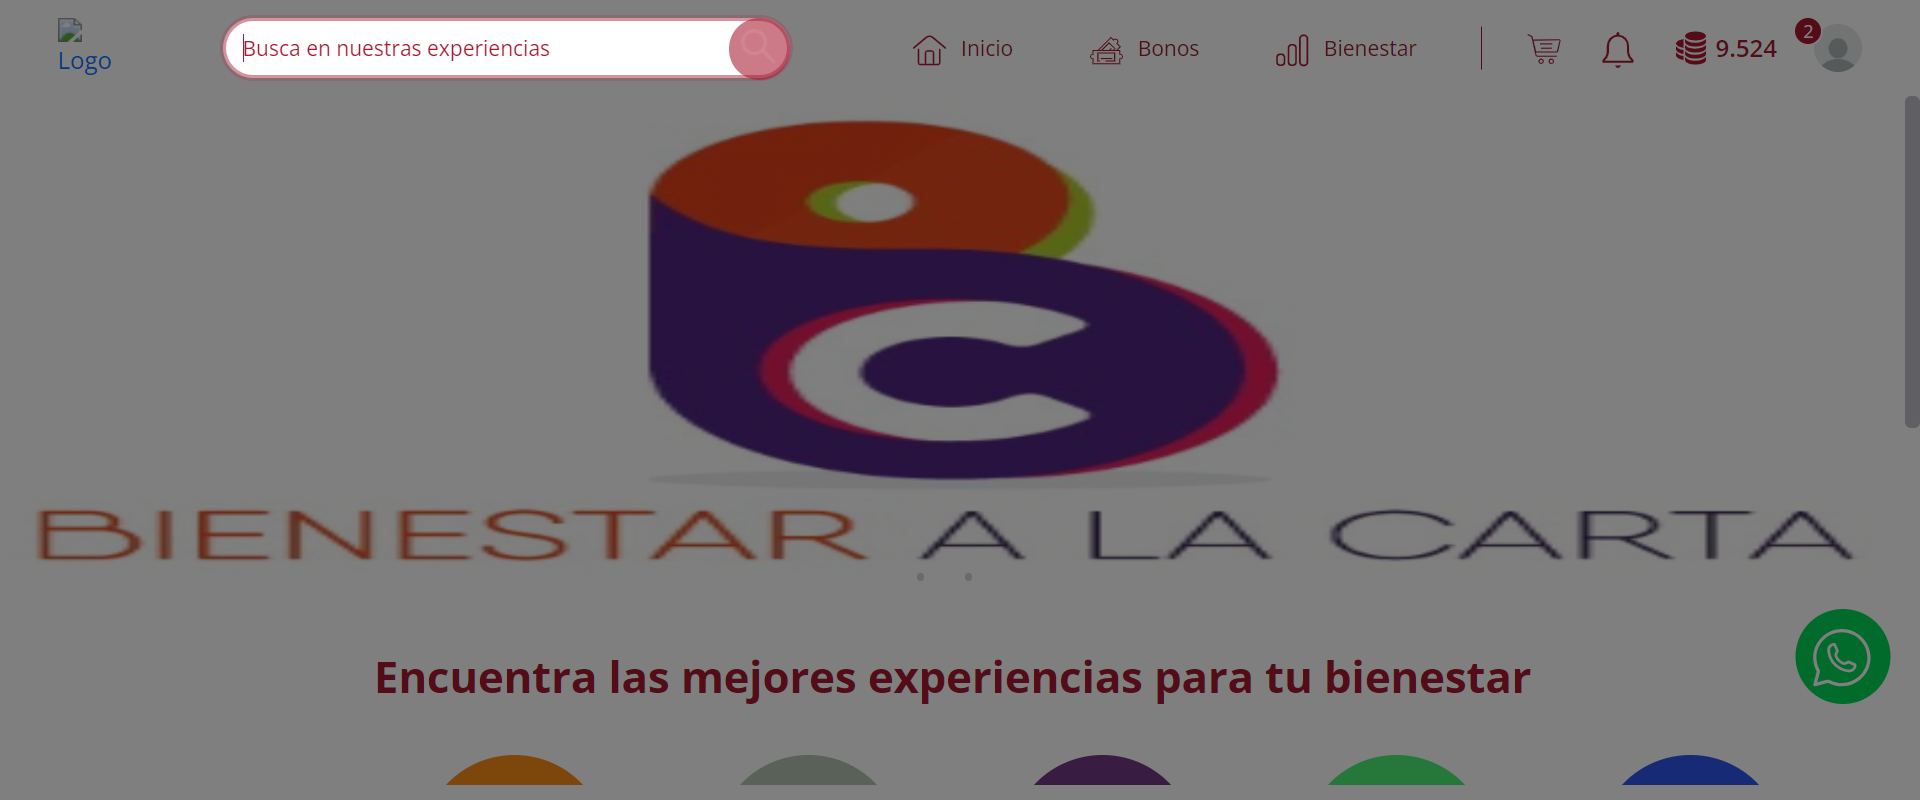 Logo
Busca en nuestras experiencias
Inicio
Bonos
Bienestar
9.524
2
BIENESTAR A LA CARTA
Encuentra las mejores experiencias para tu bienestar